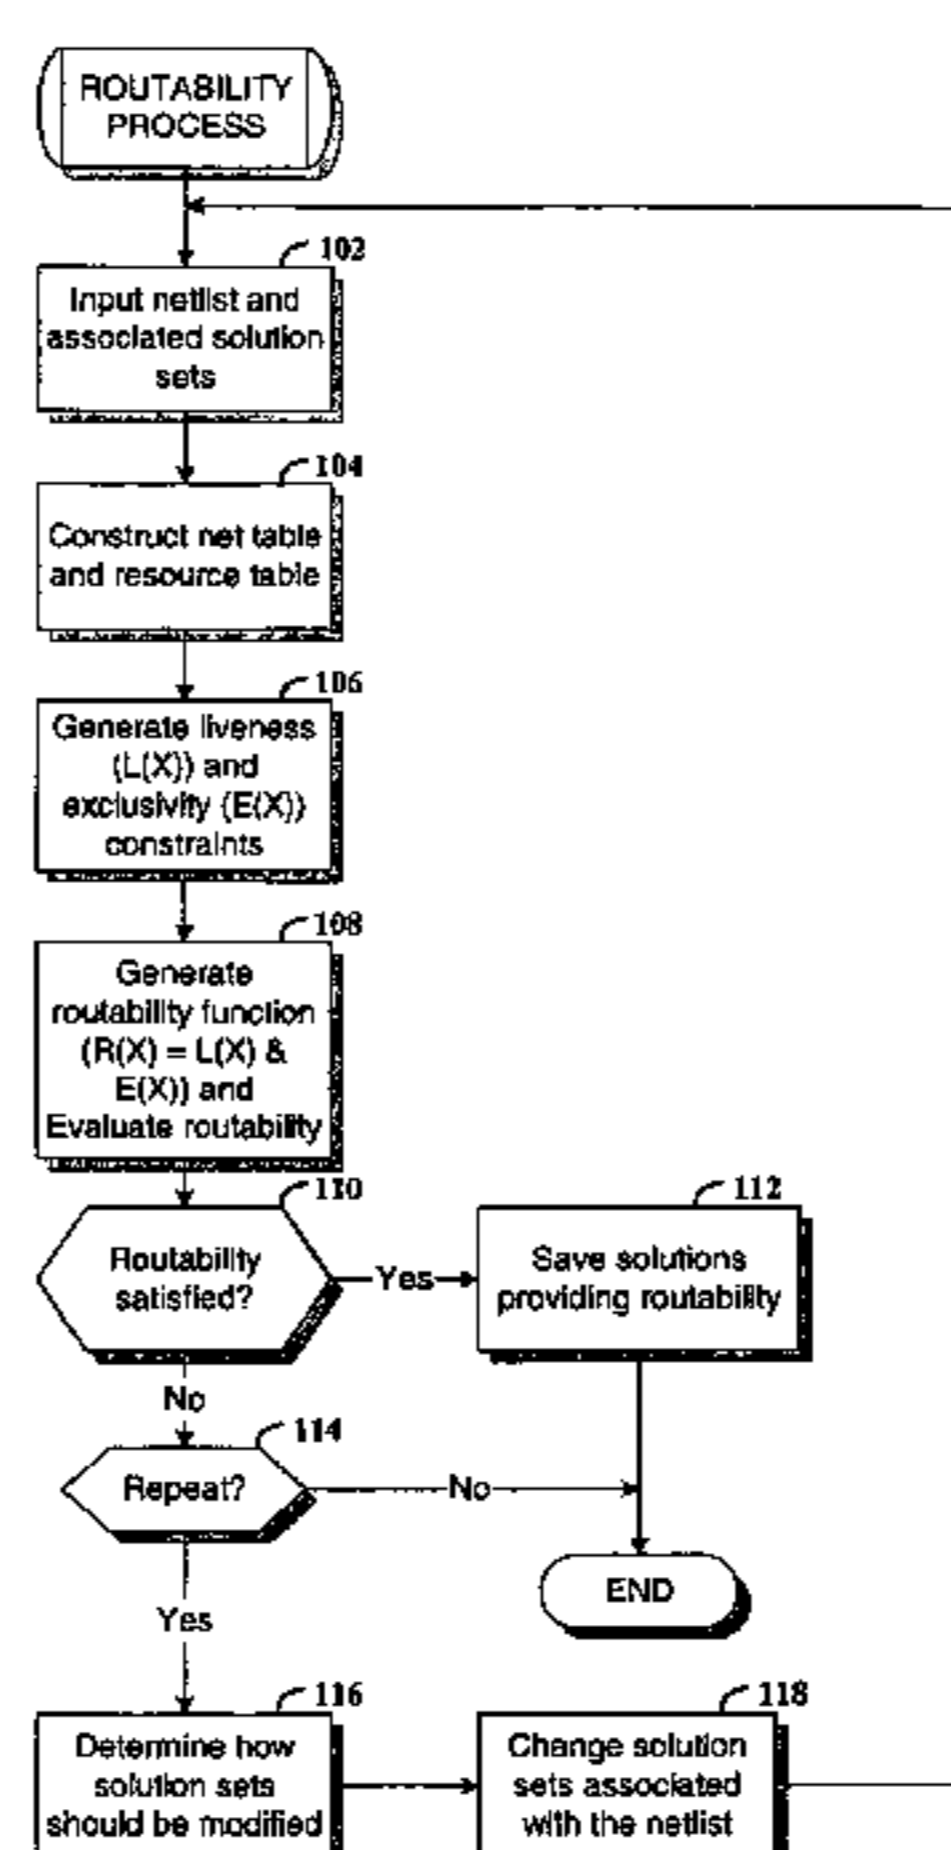 ROUTABILITY
PROCESS
102
Input netlist and
associated solution
sets
104
Construct net table
and resource table
106
Generate liveness
(L(X)) and
exclusivity (E(X))
constraints
108
Generate
routability function
(R(X) = L(X) &
E(X)) and
Evaluate routability
110
Routability
satisfied?
Yes
112
Save solutions
providing routability
No
114
Repeat?
No
END
Yes
116
Determine how
solution sets
should be modified
118
Change solution
sets associated
with the netlist